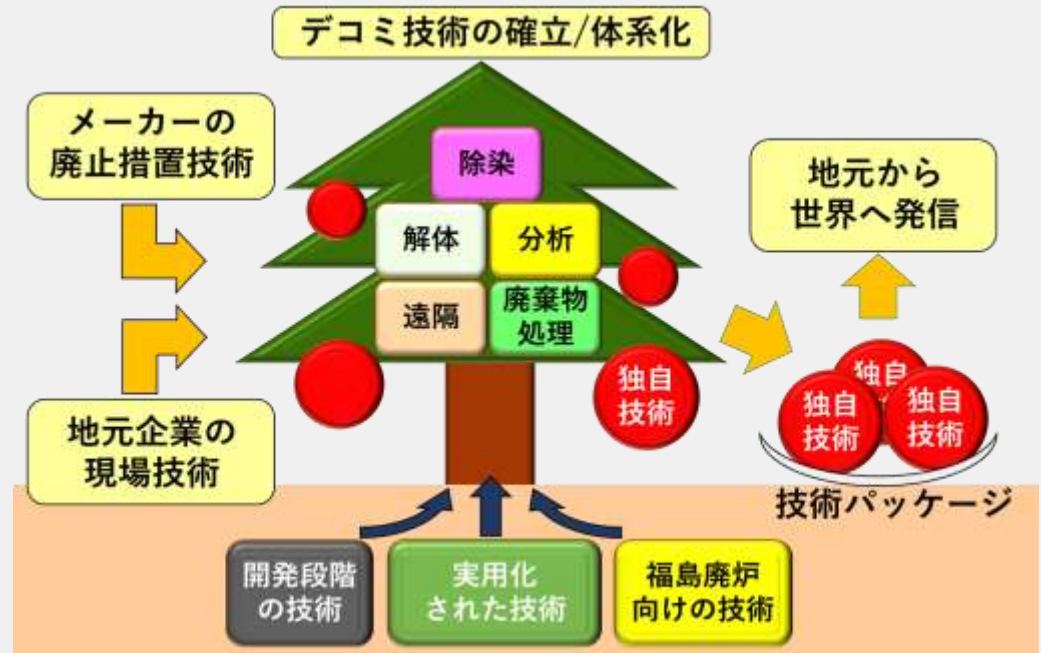 デコミ技術の確立/体系化
メーカーの
廃止措置技術
地元企業の
現場技術
除染
解体
分析
遠隔
廃棄物
処理
独自
技術
地元から
世界へ発信
独自
独自
技術
独自
技術
技術パッケージ
開発段階
の技術
実用化
された技術
福島廃炉
向けの技術